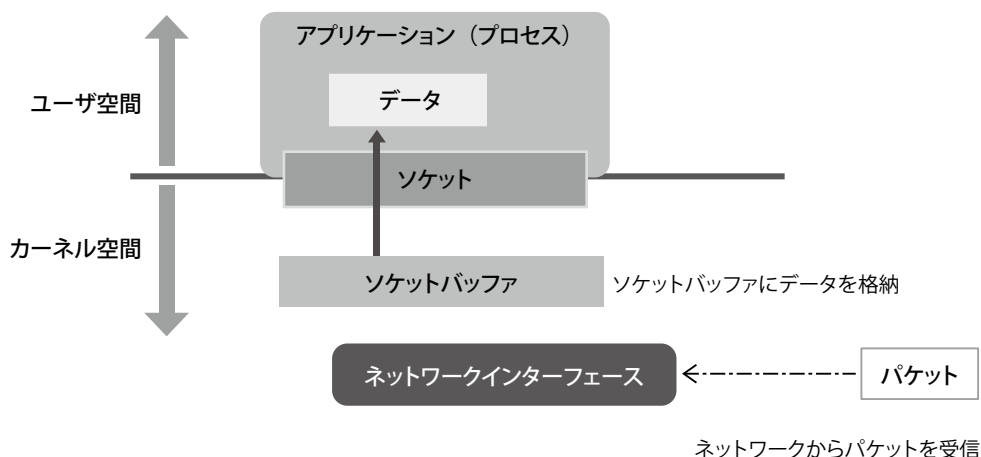 アプリケーション（プロセス）
データ
ユーザ空間
ソケット
カーネル空間
ソケットバッファ
ソケットバッファにデータを格納
ネットワークインターフェース
パケット
ネットワークからパケットを受信